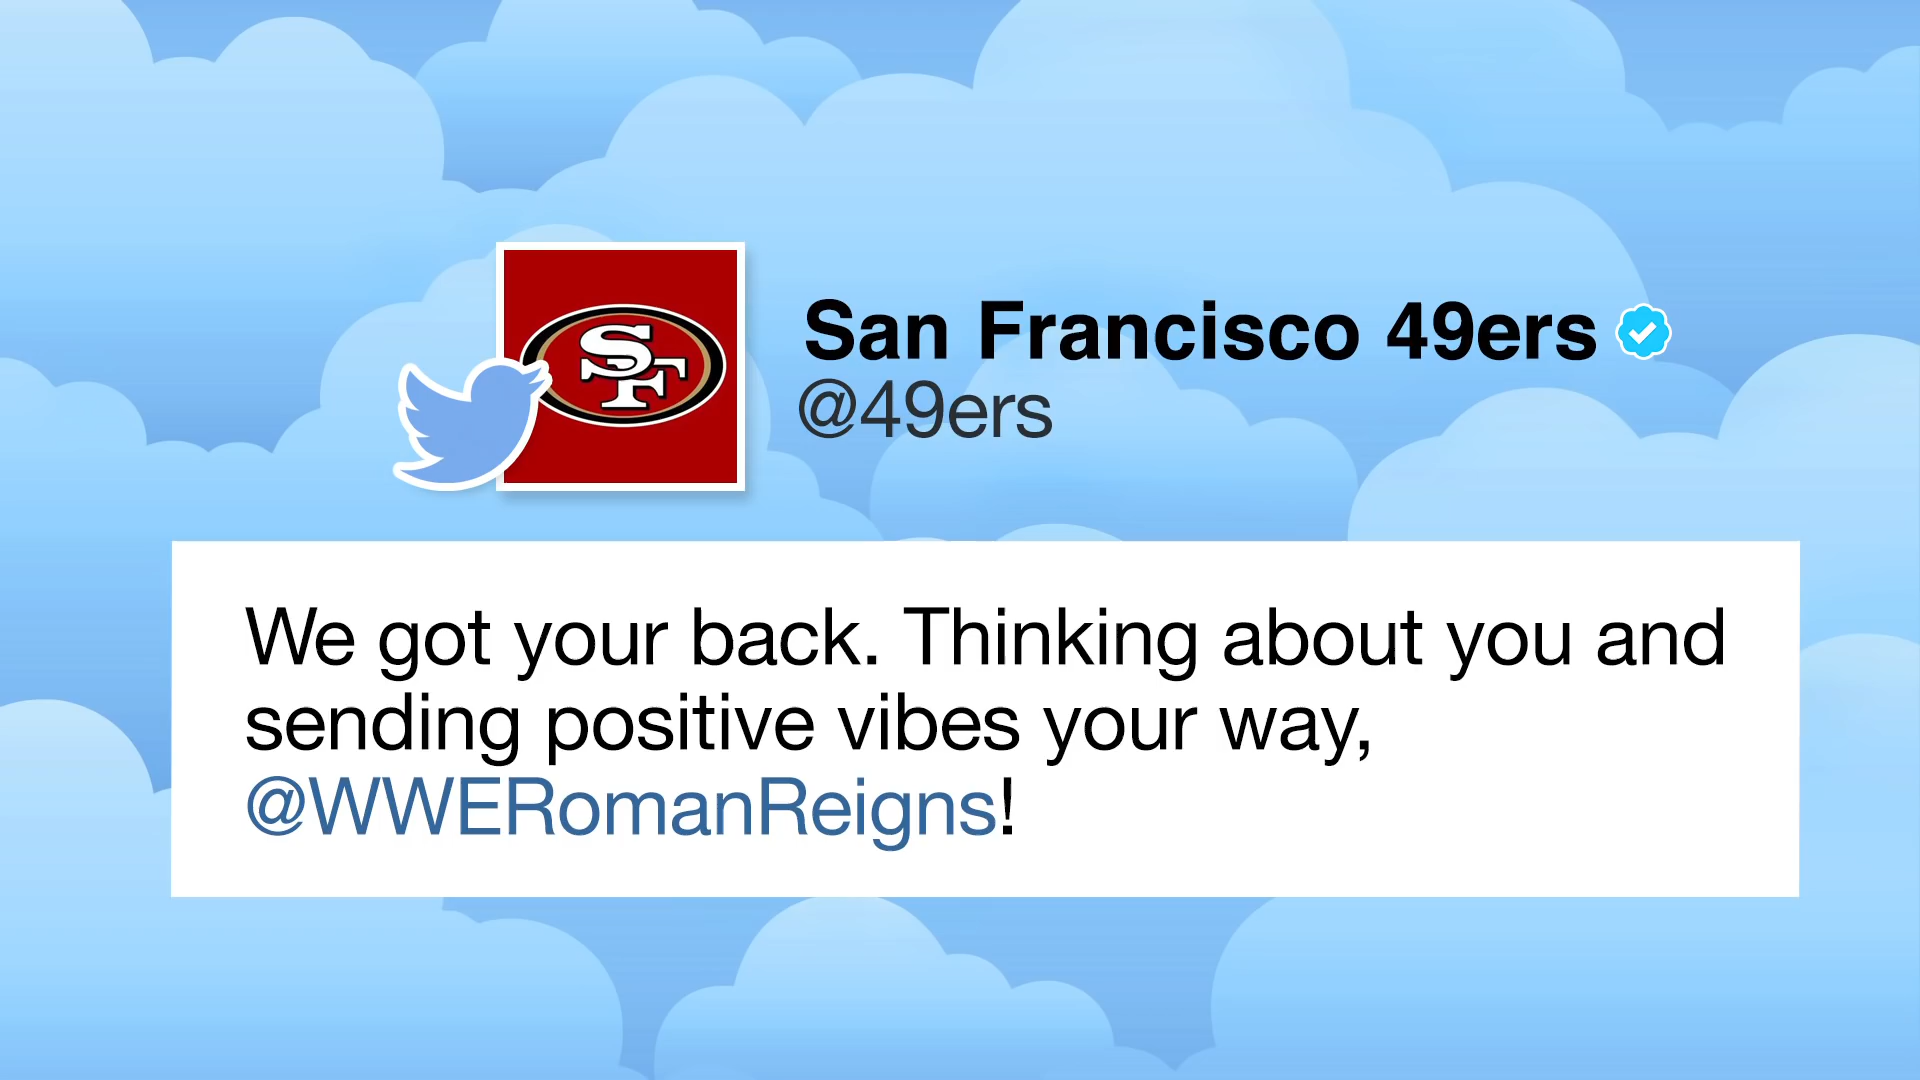 SF
San Francisco 49ers
@49ers
We got your back. Thinking about you and
sending positive vibes your way,
@WWERomanReigns!